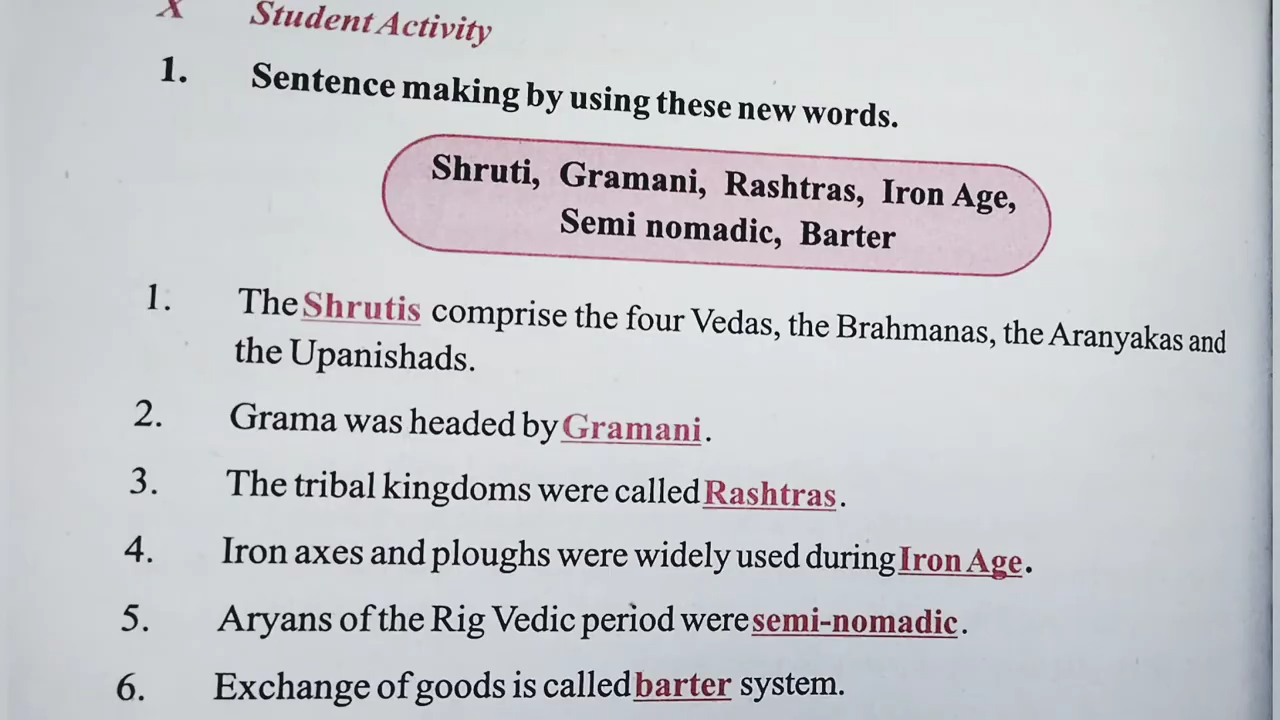 X Student Activity
1. Sentence making by using these new words.
Shruti, Gramani, Rashtras, Iron Age,
Semi nomadic, Barter
1. The Shrutis comprise the four Vedas, the Brahmanas, the Aranyakas and
the Upanishads.
2. Grama was headed by Gramani.
3. The tribal kingdoms were called Rashtras.
4. Iron axes and ploughs were widely used during Iron Age.
5. Aryans of the Rig Vedic period were semi-nomadic.
6. Exchange of goods is called barter system.